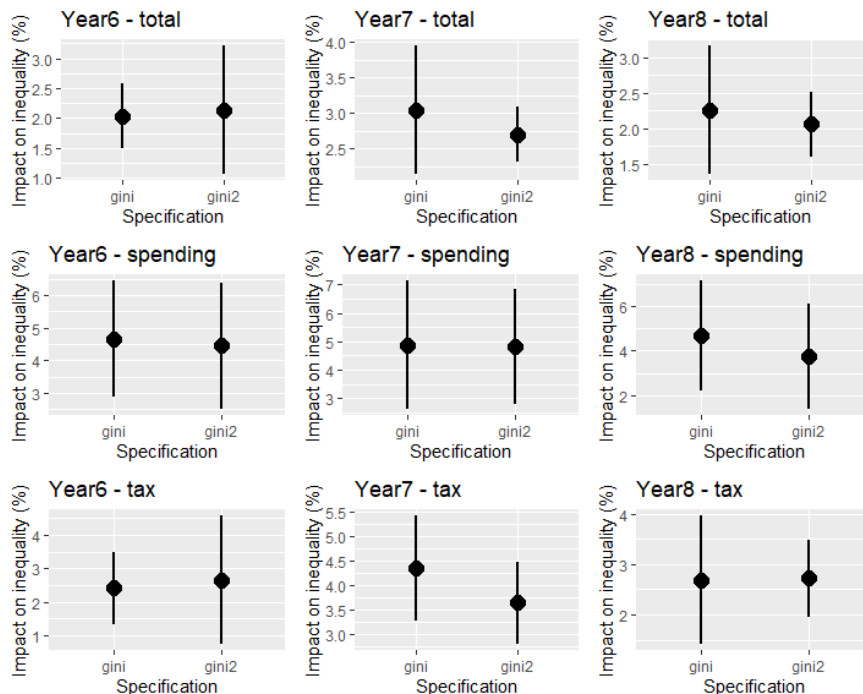 Year6 - total
Impact on inequality (%)
3.0
2.5
2.0
1.5
1.0
gini
gini2
Specification
Year7 - total
Impact on inequality (%)
4.0
3.5
3.0
2.5
gini
gini2
Specification
Year8 - total
Impact on inequality (%)
3.0
2.5
2.0
1.5
gini
gini2
Specification
Year6 - spending
Impact on inequality (%)
6
5
4
3
gini
gini2
Specification
Year7 - spending
Impact on inequality (%)
7
6
5
4
3
gini
gini2
Specification
Year8 - spending
Impact on inequality (%)
6
4
2
gini
gini2
Specification
Year6 - tax
Impact on inequality (%)
4
3
2
1
gini
gini2
Specification
Year7 - tax
Impact on inequality (%)
5.5
5.0
4.5
4.0
3.5
3.0
gini
gini2
Specification
Year8 - tax
Impact on inequality (%)
4
3
2
gini
gini2
Specification